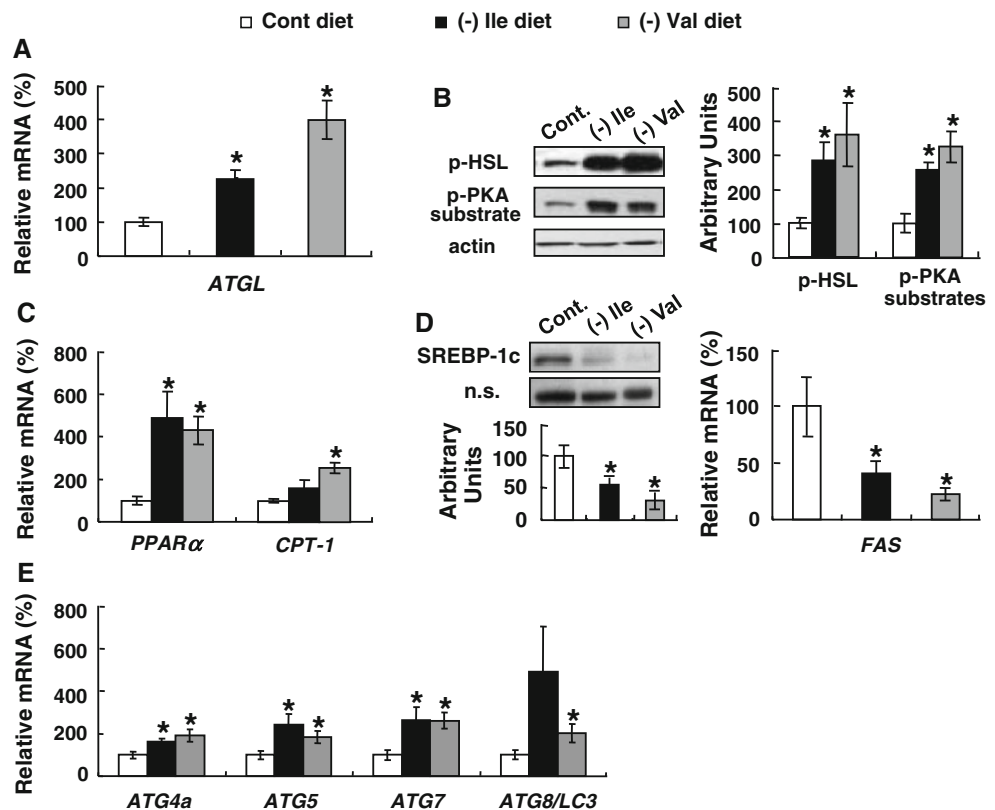 Cont diet (-) Ile diet (-) Val diet
A
Relative mRNA (%)
500
400
300
200
100
0
*
*
ATGL
B
Cont. (-) Ile (-) Val
p-HSL
p-PKA
substrate
actin
Arbitrary Units
500
400
300
200
100
0
* * * *
p-HSL
p-PKA
substrates
C
Relative mRNA (%)
800
600
400
200
0
* * *
PPARα CPT-1
D
Cont. (-) Ile (-) Val
SREBP-1c
n.s.
Arbitrary
Units
150
100
50
0
* *
Relative mRNA (%)
150
100
50
0
* *
FAS
E
Relative mRNA (%)
800
600
400
200
0
* * * * * * *
ATG4a ATG5 ATG7 ATG8/LC3